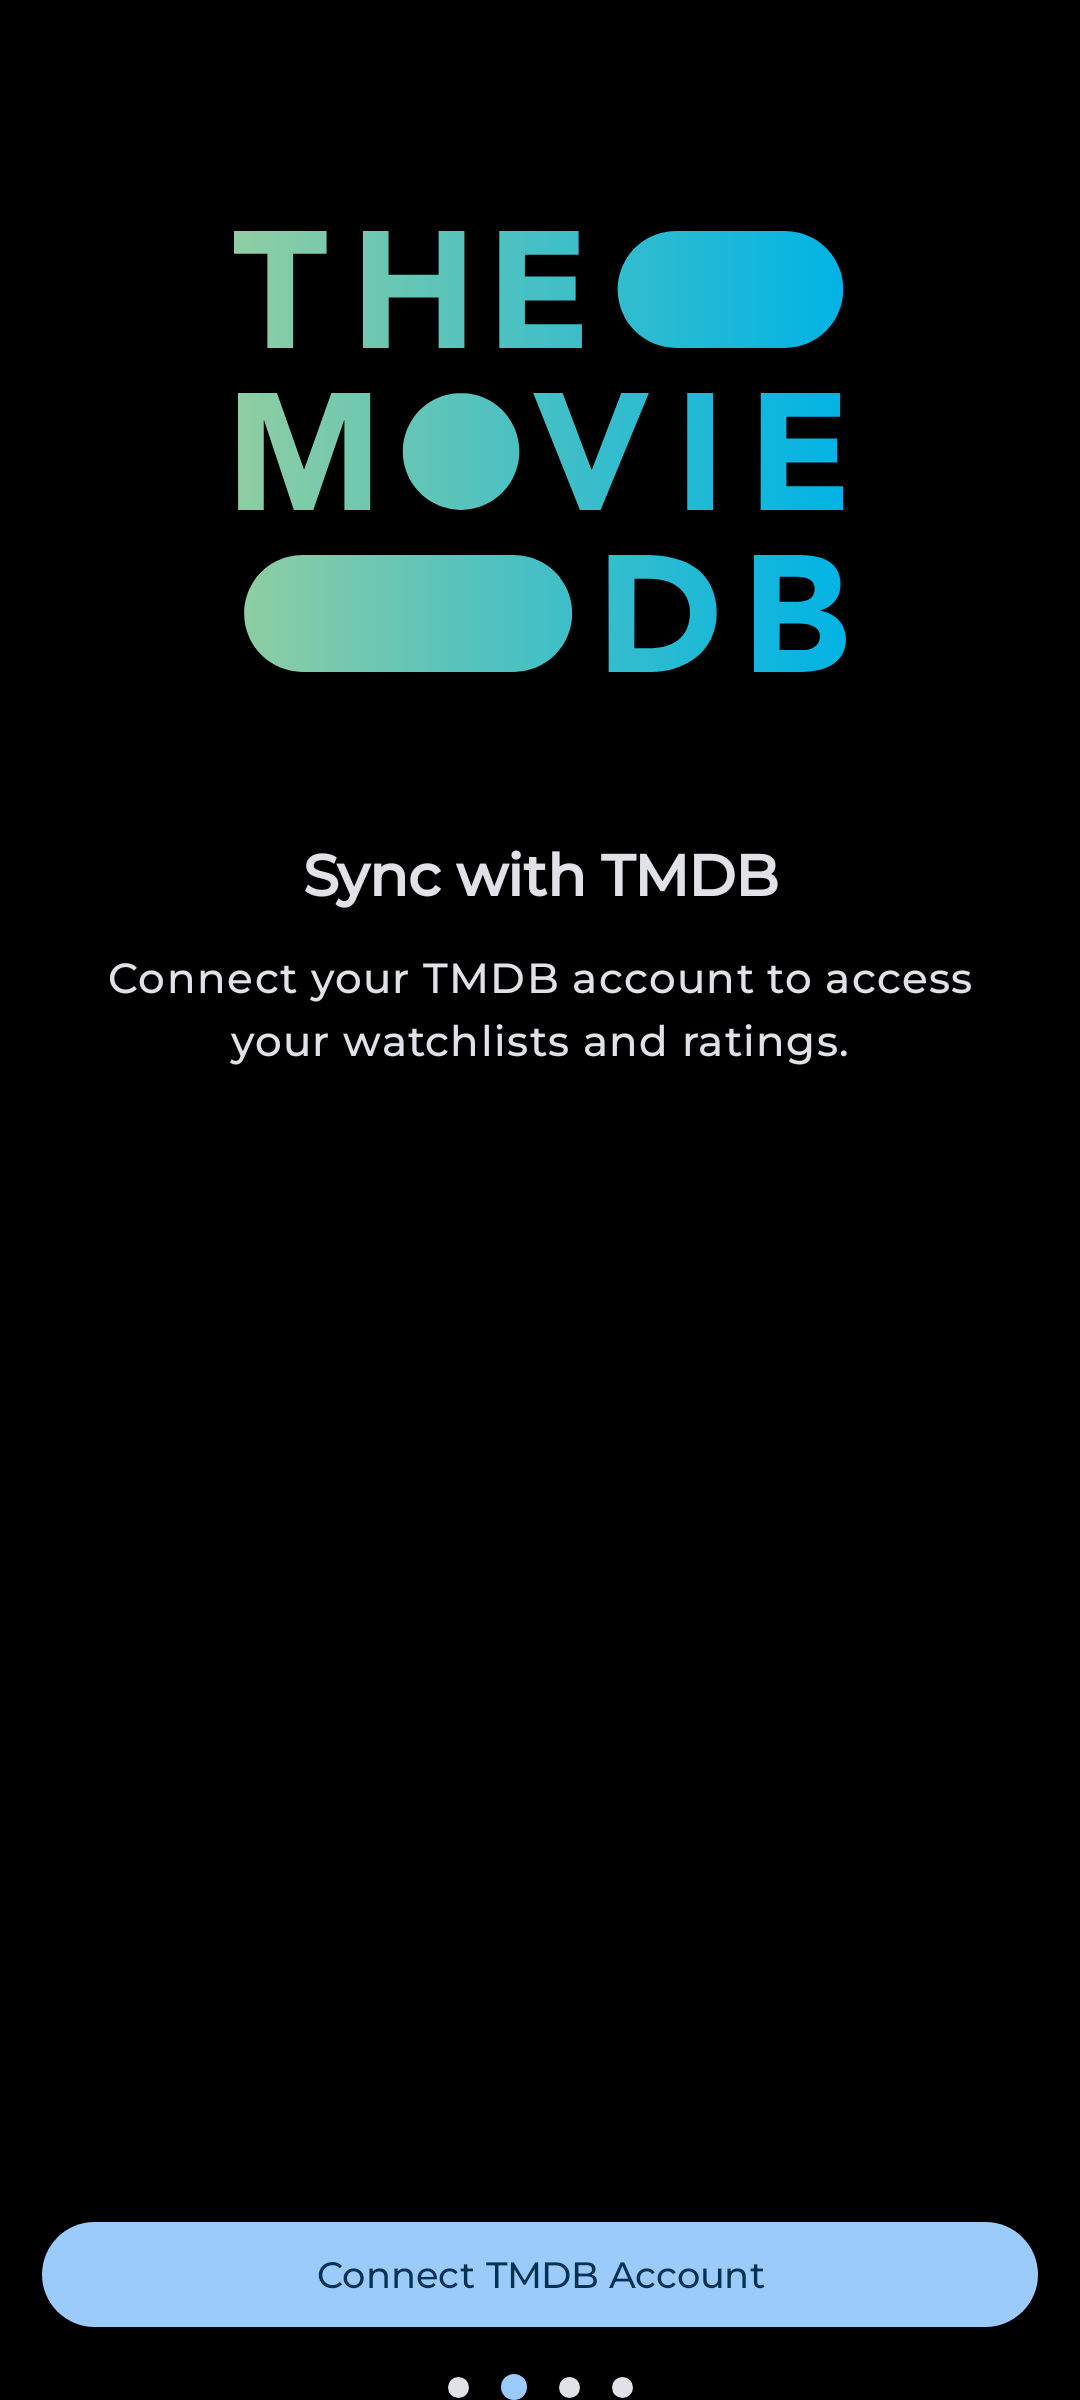 THE
MOVIE
DB
Sync with TMDB
Connect your TMDB account to access
your watchlists and ratings.
Connect TMDB Account